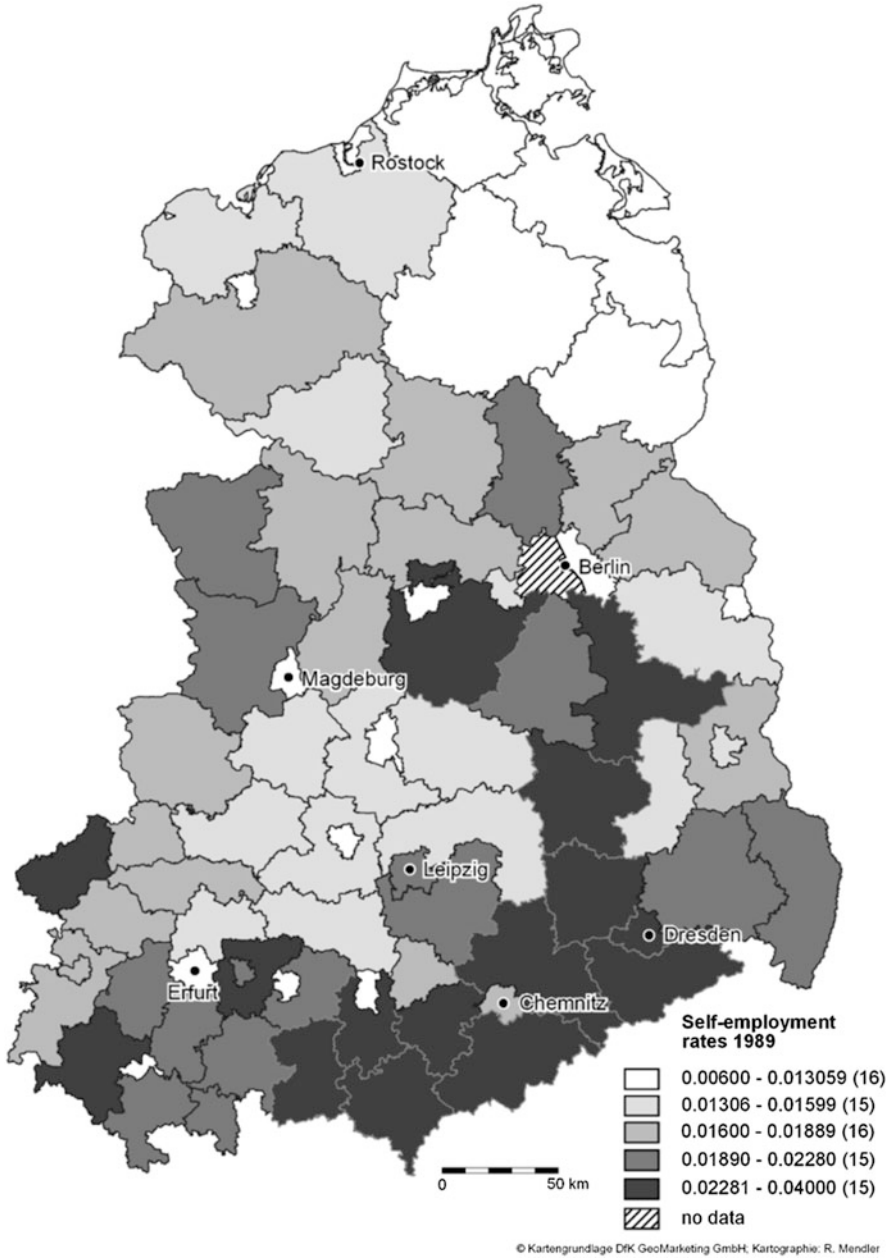 Rostock
Berlin
Magdeburg
Leipzig
Dresden
Erfurt
Chemnitz
Self-employment
rates 1989
0.00600 - 0.013059 (16)
0.01306 - 0.01599 (15)
0.01600 - 0.01889 (16)
0.01890 - 0.02280 (15)
0.02281 - 0.04000 (15)
no data
0 50 km
© Kartengrundlage DfK GeoMarketing GmbH; Kartographie: R. Mendler